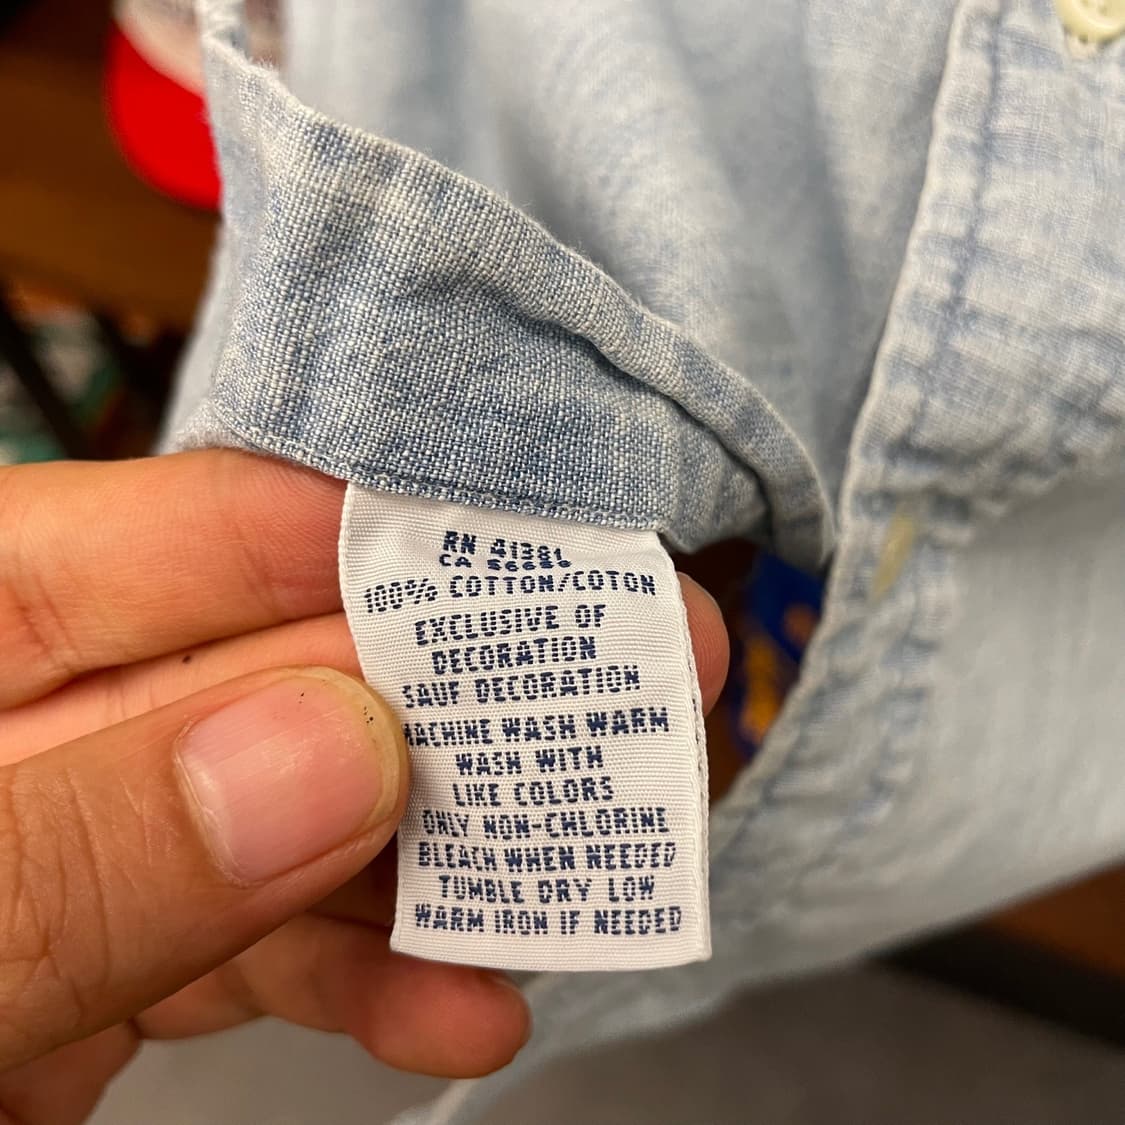 RN 41381
CA 56686
100% COTTON/COTON
EXCLUSIVE OF
DECORATION
SAUF DECORATION
MACHINE WASH WARM
WASH WITH
LIKE COLORS
ONLY NON-CHLORINE
BLEACH WHEN NEEDED
TUMBLE DRY LOW
WARM IRON IF NEEDED